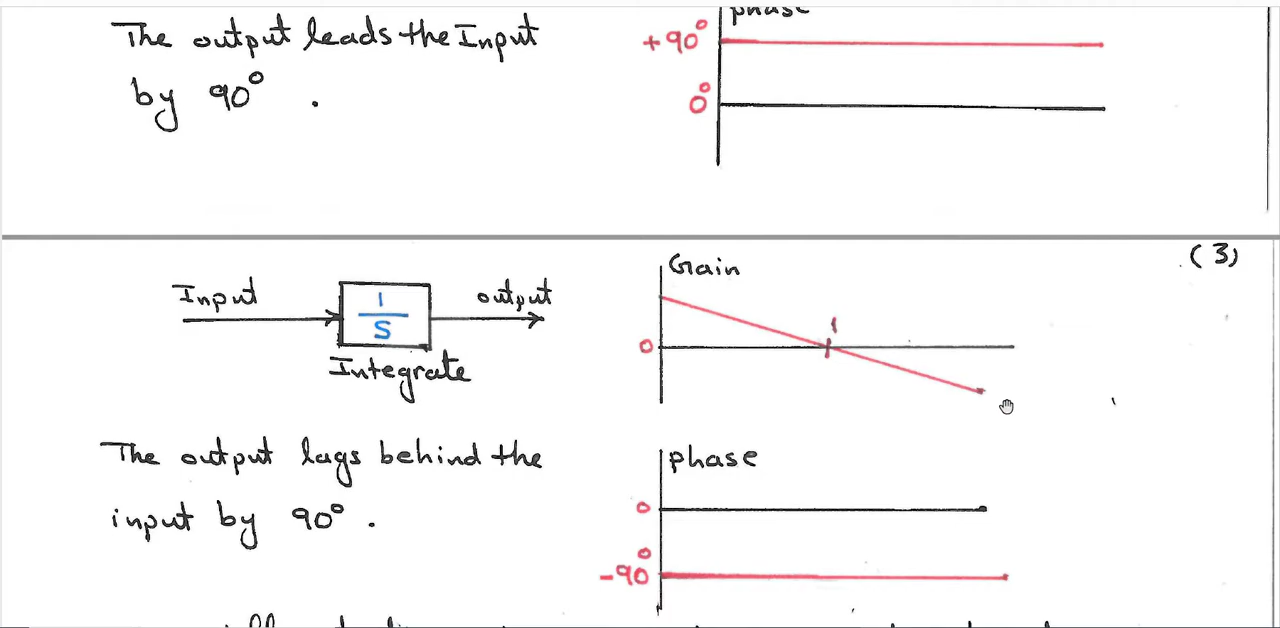 The output leads the Input
by 90° .
phase
+90°
0°
(3)
Input
1
S
output
Integrate
Gain
0
1
The output lags behind the
input by 90° .
phase
0
-90°